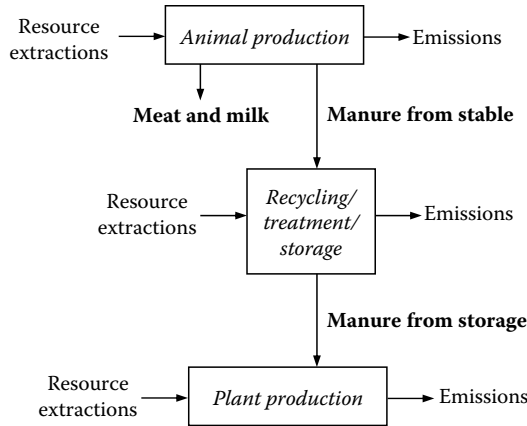 Resource
extractions
Animal production
Emissions
Meat and milk
Manure from stable
Resource
extractions
Recycling/
treatment/
storage
Emissions
Manure from storage
Resource
extractions
Plant production
Emissions